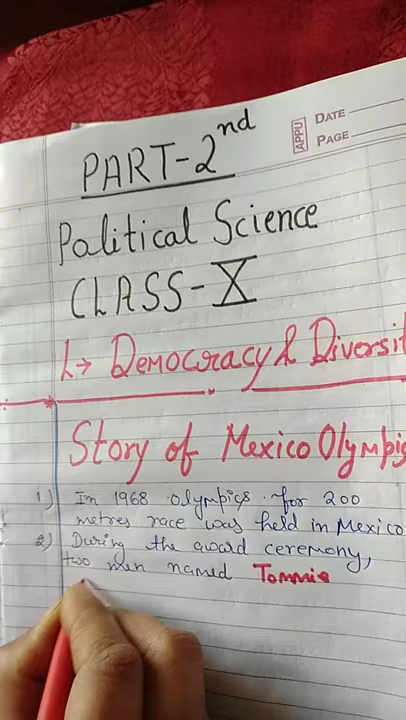 PART-2nd
APPU
DATE
PAGE
Political Science
CLASS-X
L→ Democracy & Diversit
Story of Mexico Olympics
1) In 1968 olympics for 200
metres race was held in Mexico
2) During the award ceremony,
two men named Tommie